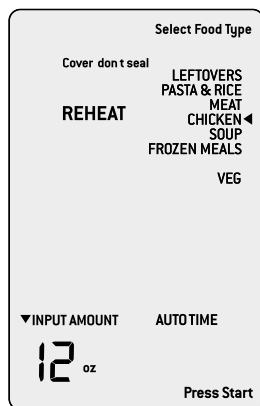 Select Food Type
Cover don t seal
LEFTOVERS
PASTA & RICE
MEAT
REHEAT
CHICKEN◀
SOUP
FROZEN MEALS
VEG
▼INPUT AMOUNT AUTO TIME
12 oz
Press Start